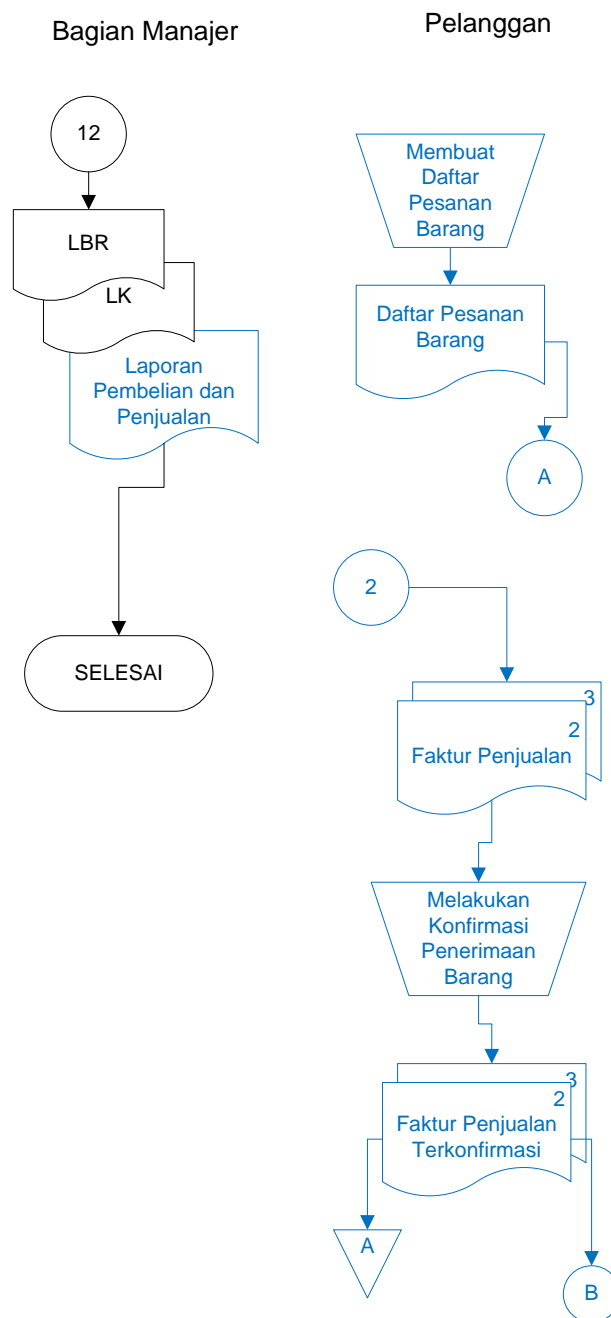 Bagian Manajer
12
LBR
LK
Laporan
Pembelian dan
Penjualan
SELESAI
Pelanggan
Membuat
Daftar
Pesanan
Barang
Daftar Pesanan
Barang
A
2
3
2
Faktur Penjualan
Melakukan
Konfirmasi
Penerimaan
Barang
3
2
Faktur Penjualan
Terkonfirmasi
A
B